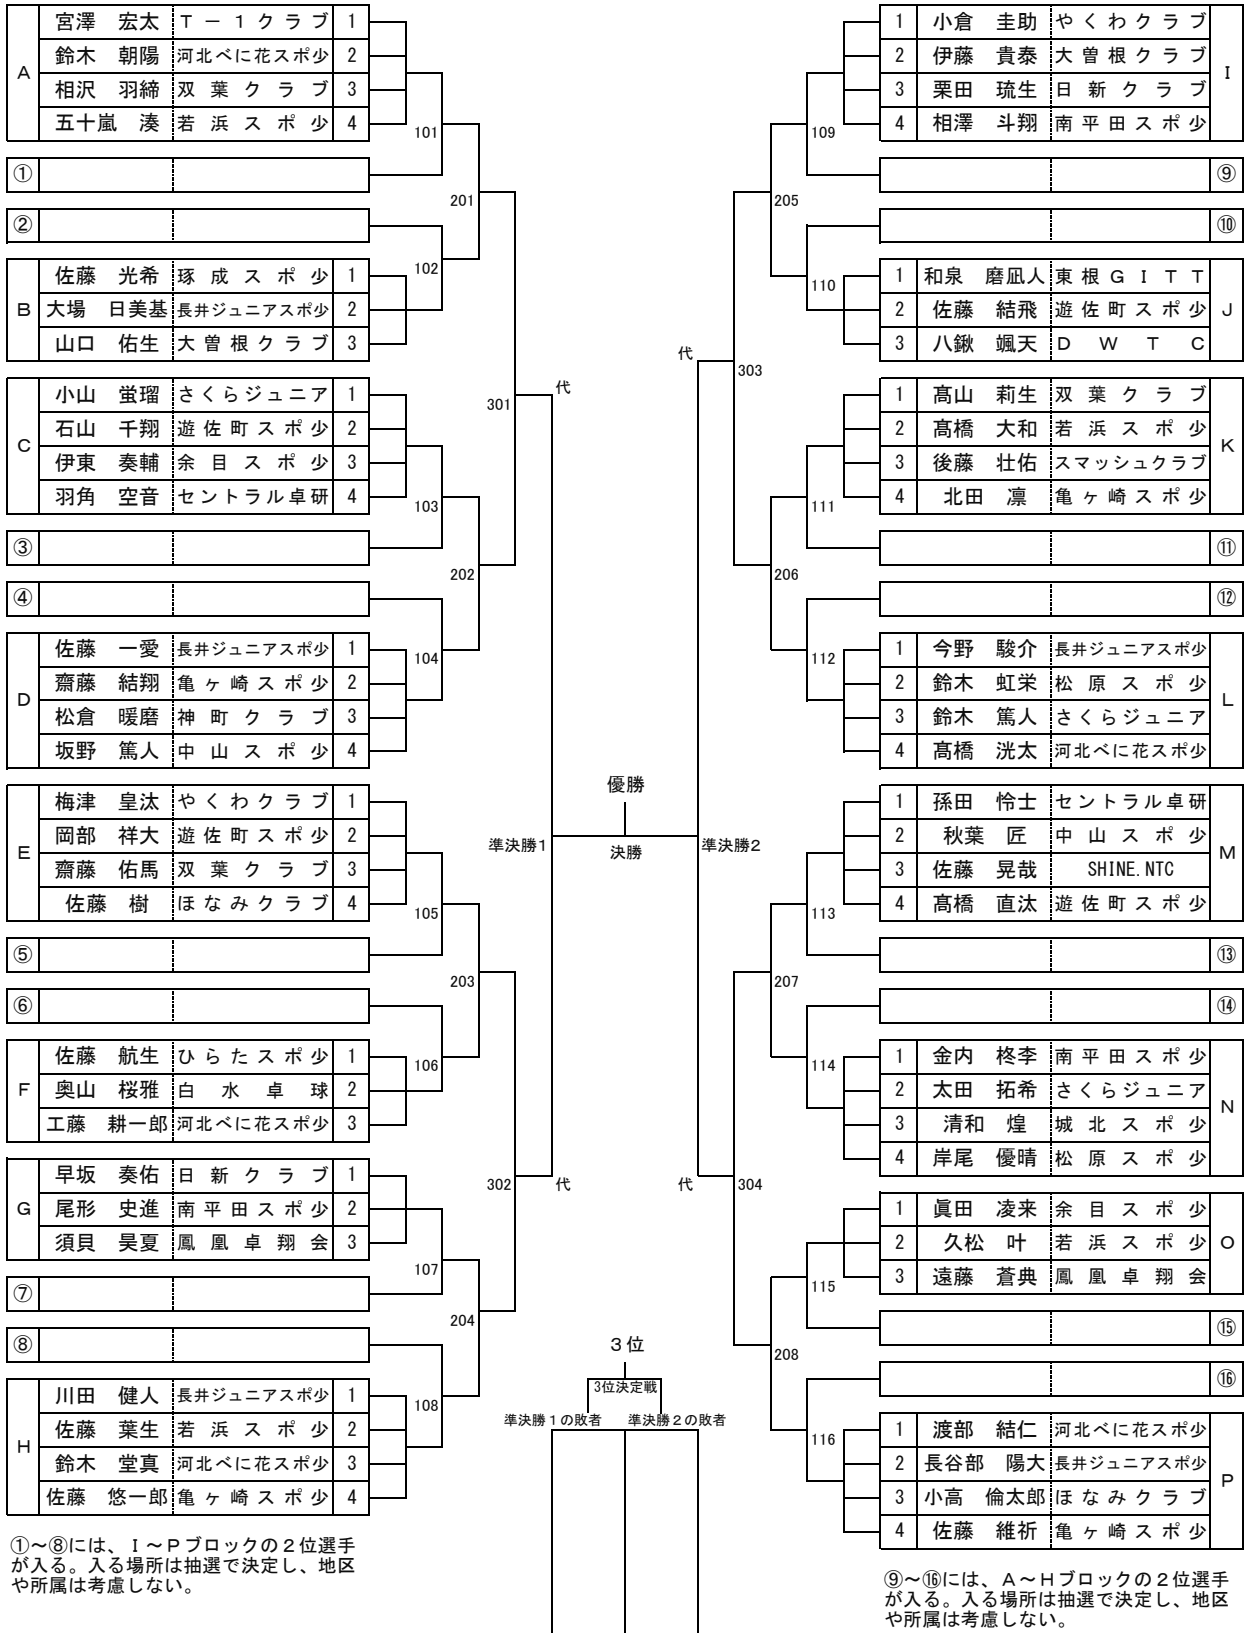 A
宮澤　宏太 Ｔ－１クラブ 1
鈴木　朝陽 河北べに花スポ少 2
相沢　羽締 双葉クラブ 3
五十嵐　湊 若浜スポ少 4
①
②
B
佐藤　光希 琢成スポ少 1
大場　日美基 長井ジュニアスポ少 2
山口　佑生 大曽根クラブ 3
C
小山　蛍瑠 さくらジュニア 1
石山　千翔 遊佐町スポ少 2
伊東　奏輔 余目スポ少 3
羽角　空音 セントラル卓研 4
③
④
D
佐藤　一愛 長井ジュニアスポ少 1
齋藤　結翔 亀ヶ崎スポ少 2
松倉　暖磨 神町クラブ 3
坂野　篤人 中山スポ少 4
E
梅津　皇汰 やくわクラブ 1
岡部　祥大 遊佐町スポ少 2
齋藤　佑馬 双葉クラブ 3
佐藤　樹 ほなみクラブ 4
⑤
⑥
F
佐藤　航生 ひらたスポ少 1
奥山　桜雅 白水卓球 2
工藤　耕一郎 河北べに花スポ少 3
G
早坂　奏佑 日新クラブ 1
尾形　史進 南平田スポ少 2
須貝　昊夏 鳳凰卓翔会 3
⑦
⑧
H
川田　健人 長井ジュニアスポ少 1
佐藤　葉生 若浜スポ少 2
鈴木　堂真 河北べに花スポ少 3
佐藤　悠一郎 亀ヶ崎スポ少 4
①～⑧には、Ｉ～Ｐブロックの２位選手
が入る。入る場所は抽選で決定し、地区
や所属は考慮しない。
101
102
103
104
105
106
107
108
201
202
203
204
301
302
代
代
準決勝1
優勝
決勝
準決勝2
３位
3位決定戦
準決勝１の敗者
準決勝２の敗者
代
代
303
304
205
206
207
208
109
110
111
112
113
114
115
116
I
1 小倉　圭助 やくわクラブ
2 伊藤　貴泰 大曽根クラブ
3 栗田　琉生 日新クラブ
4 相澤　斗翔 南平田スポ少
⑨
⑩
J
1 和泉　磨凪人 東根ＧＩＴＴ
2 佐藤　結飛 遊佐町スポ少
3 八鍬　颯天 ＤＷＴＣ
K
1 髙山　莉生 双葉クラブ
2 髙橋　大和 若浜スポ少
3 後藤　壮佑 スマッシュクラブ
4 北田　凛 亀ヶ崎スポ少
⑪
⑫
L
1 今野　駿介 長井ジュニアスポ少
2 鈴木　虹栄 松原スポ少
3 鈴木　篤人 さくらジュニア
4 髙橋　洸太 河北べに花スポ少
M
1 孫田　怜士 セントラル卓研
2 秋葉　匠 中山スポ少
3 佐藤　晃哉 SHINE.NTC
4 髙橋　直汰 遊佐町スポ少
⑬
⑭
N
1 金内　柊李 南平田スポ少
2 太田　拓希 さくらジュニア
3 清和　煌 城北スポ少
4 岸尾　優晴 松原スポ少
O
1 眞田　凌来 余目スポ少
2 久松　叶 若浜スポ少
3 遠藤　蒼典 鳳凰卓翔会
⑮
⑯
P
1 渡部　結仁 河北べに花スポ少
2 長谷部　陽大 長井ジュニアスポ少
3 小高　倫太郎 ほなみクラブ
4 佐藤　維祈 亀ヶ崎スポ少
⑨～⑯には、Ａ～Ｈブロックの２位選手
が入る。入る場所は抽選で決定し、地区
や所属は考慮しない。